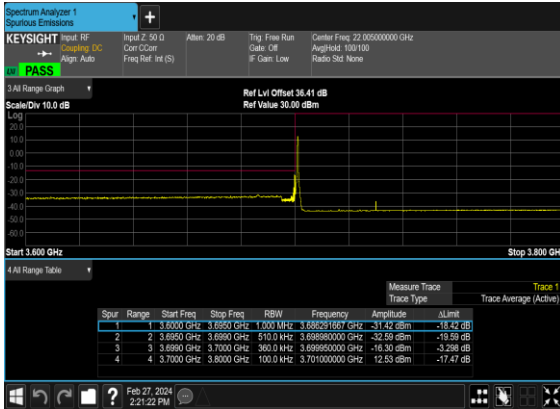 Spectrum Analyzer 1
Spurious Emissions
+
KEYSIGHT Input: RF Input Z: 50 Ω Atten: 20 dB Trig: Free Run Center Freq: 22.005000000 GHz
Coupling: DC Corr CCorr Gate: Off Avg|Hold: 100/100
Align: Auto Freq Ref: Int (S) IF Gain: Low Radio Std: None
PASS
3 All Range Graph
Ref Lvl Offset 36.41 dB
Scale/Div 10.0 dB Ref Value 30.00 dBm
Log
20.0
10.0
0.00
-10.0
-20.0
-30.0
-40.0
-50.0
-60.0
Start 3.600 GHz Stop 3.800 GH
4 All Range Table
Measure Trace Trace 1
Trace Type Trace Average (Active)
Spur Range Start Freq Stop Freq RBW Frequency Amplitude ΔLimit
1 1 3.6000 GHz 3.6950 GHz 1.000 MHz 3.686291667 GHz -31.42 dBm -18.42 dB
2 2 3.6950 GHz 3.6990 GHz 510.0 kHz 3.698980000 GHz -32.59 dBm -19.59 dB
3 3 3.6990 GHz 3.7000 GHz 360.0 kHz 3.699950000 GHz -16.30 dBm -3.298 dB
4 4 3.7000 GHz 3.8000 GHz 100.0 kHz 3.701000000 GHz 12.53 dBm -17.47 dB
?
Feb 27, 2024
2:21:22 PM